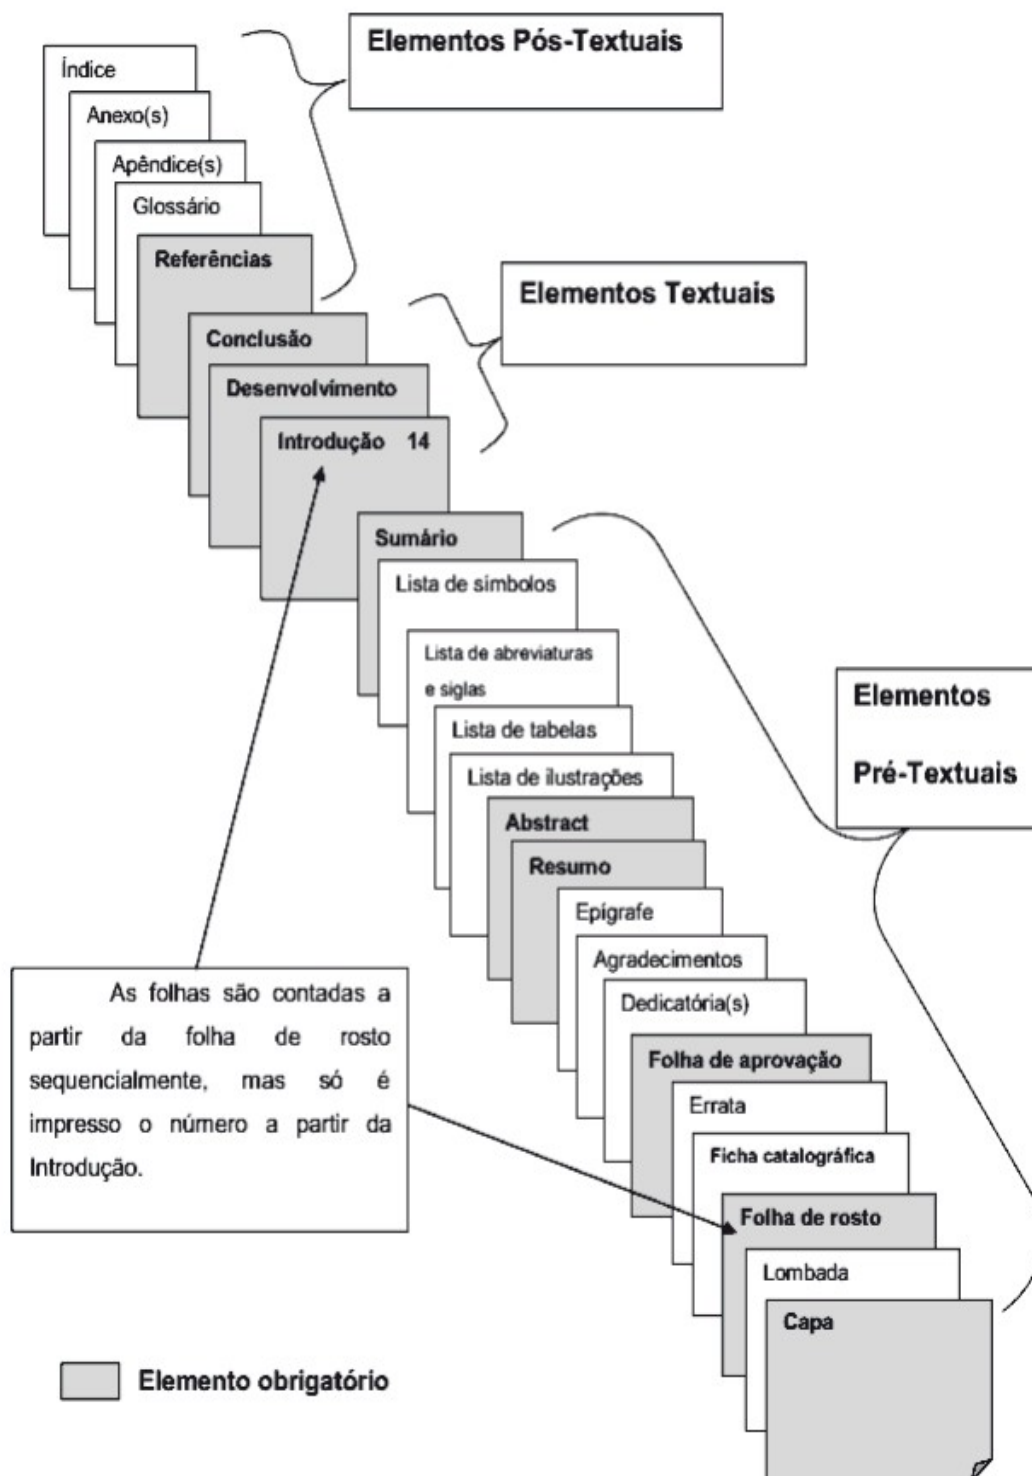 Elementos Pós-Textuais
Índice
Anexo(s)
Apêndice(s)
Glossário
Referências
Elementos Textuais
Conclusão
Desenvolvimento
Introdução 14
Sumário
Lista de símbolos
Lista de abreviaturas
e siglas
Lista de tabelas
Lista de ilustrações
Abstract
Resumo
Epígrafe
Agradecimentos
Dedicatória(s)
Folha de aprovação
Errata
Ficha catalográfica
Folha de rosto
Lombada
Capa
Elementos
Pré-Textuais
As folhas são contadas a
partir da folha de rosto
sequencialmente, mas só é
impresso o número a partir da
Introdução.
Elemento obrigatório